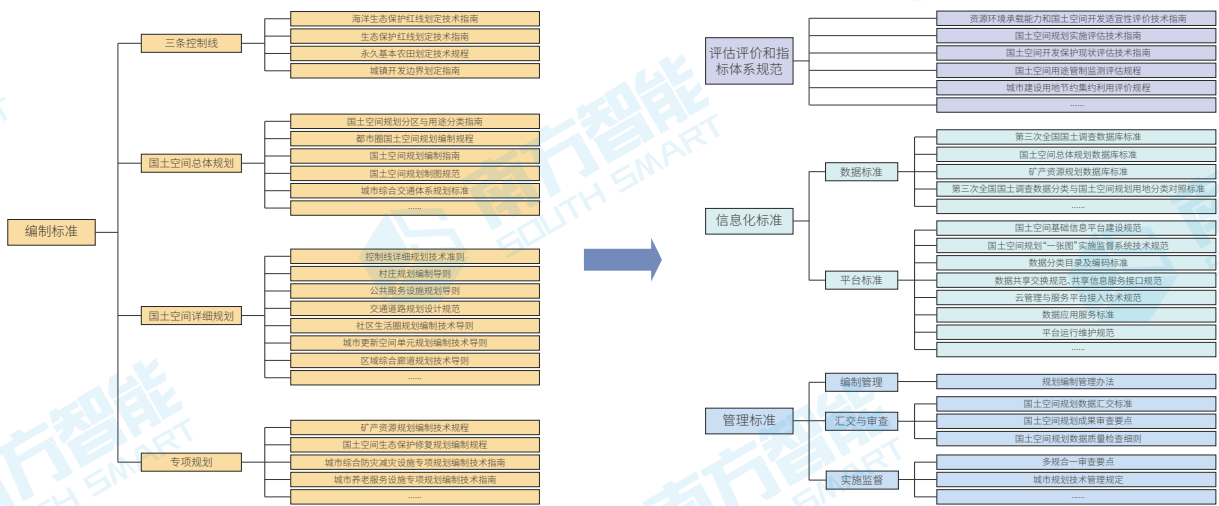 编制标准
三条控制线
海洋生态保护红线划定技术指南
生态保护红线划定技术指南
永久基本农田划定技术规程
城镇开发边界划定指南
国土空间总体规划
国土空间规划分区与用途分类指南
都市圈国土空间规划编制规程
国土空间规划编制指南
国土空间规划制图规范
城市综合交通体系规划标准
......
国土空间详细规划
控制线详细规划技术准则
村庄规划编制导则
公共服务设施规划导则
交通道路规划设计规范
社区生活圈规划编制技术导则
城市更新空间单元规划编制技术导则
区域综合廊道规划技术导则
......
专项规划
矿产资源规划编制技术规程
国土空间生态保护修复规划编制规程
城市综合防灾减灾设施专项规划编制技术指南
城市养老服务设施专项规划编制技术指南
......
评估评价和指
标体系规范
资源环境承载能力和国土空间开发适宜性评价技术指南
国土空间规划实施评估技术指南
国土空间开发保护现状评估技术指南
国土空间用途管制监测评估规程
城市建设用地节约集约利用评价规程
......
信息化标准
数据标准
第三次全国国土调查数据库标准
国土空间总体规划数据库标准
矿产资源规划数据库标准
第三次全国国土调查数据分类与国土空间规划用地分类对照标准
......
平台标准
国土空间基础信息平台建设规范
国土空间规划“一张图”实施监督系统技术规范
数据分类目录及编码标准
数据共享交换规范、共享信息服务接口规范
云管理与服务平台接入技术规范
数据应用服务标准
平台运行维护规范
......
管理标准
编制管理
规划编制管理办法
汇交与审查
国土空间规划数据汇交标准
国土空间规划成果审查要点
国土空间规划数据质量检查细则
实施监督
多规合一审查要点
城市规划技术管理规定
......
南方智能
SOUTH SMART